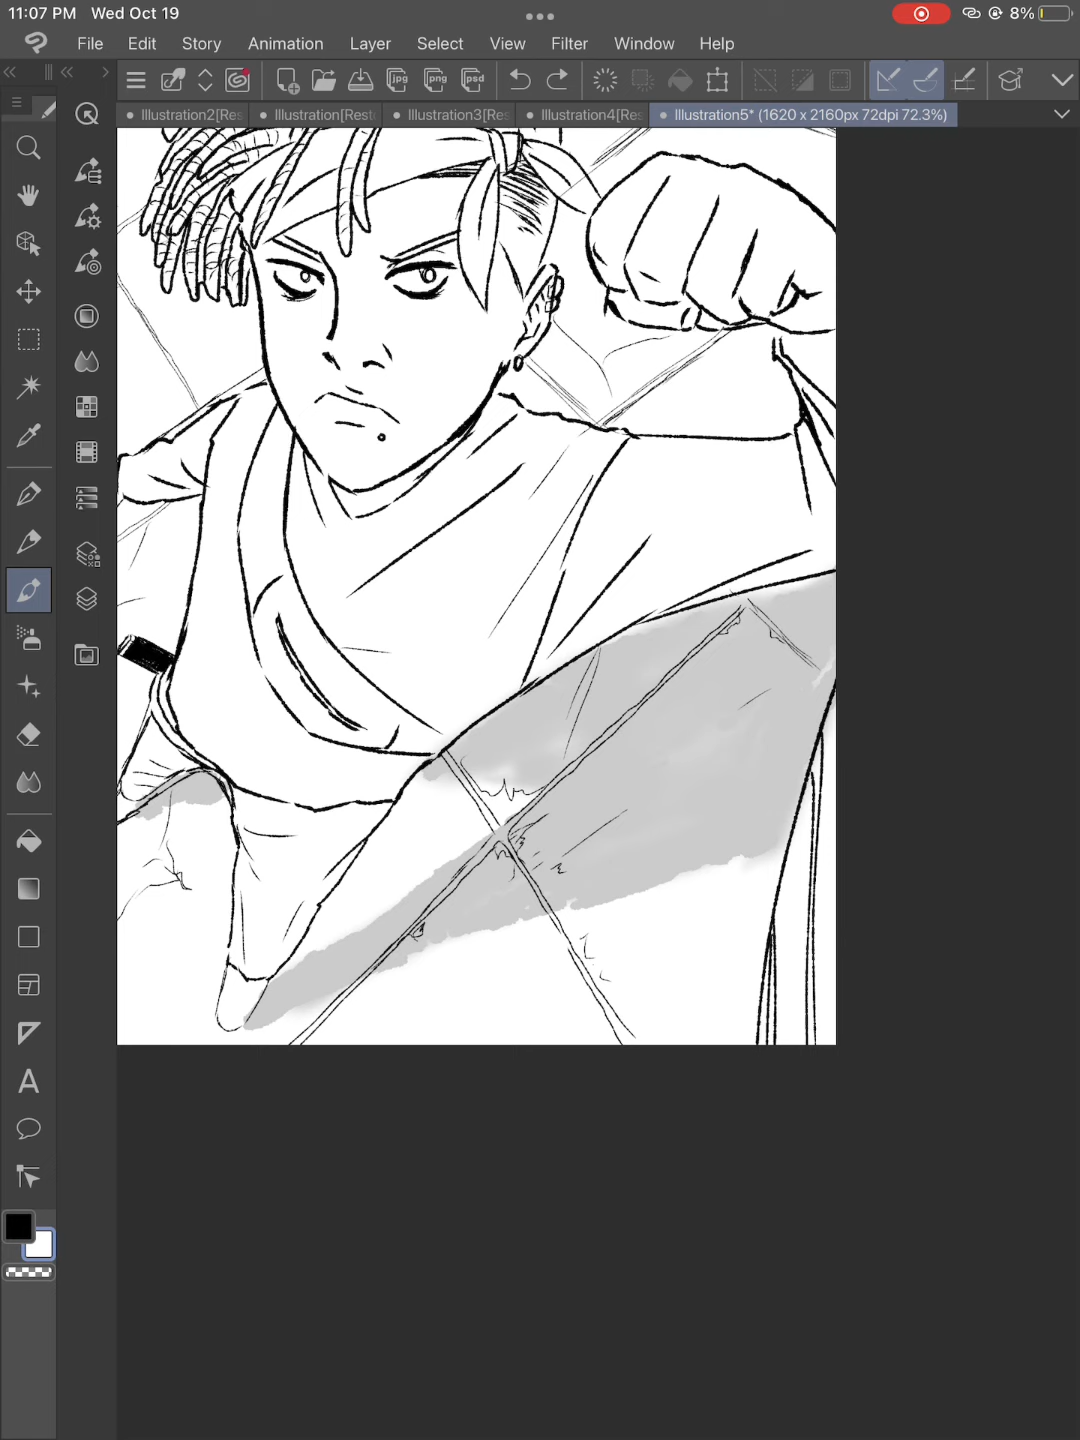 11:07 PM Wed Oct 19
8%
File Edit Story Animation Layer Select View Filter Window Help
jpg png psd
Illustration2[Res Illustration[Rest Illustration3[Res Illustration4[Res Illustration5* (1620 x 2160px 72dpi 72.3%)
A